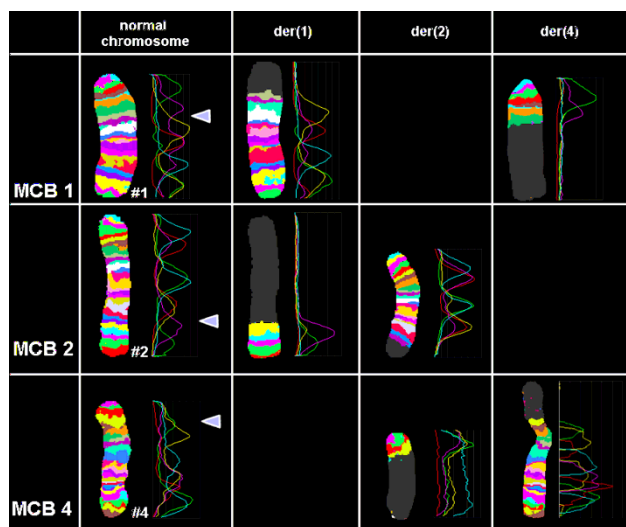 normal
chromosome
der(1)
der(2)
der(4)
MCB 1
#1
MCB 2
#2
MCB 4
#4